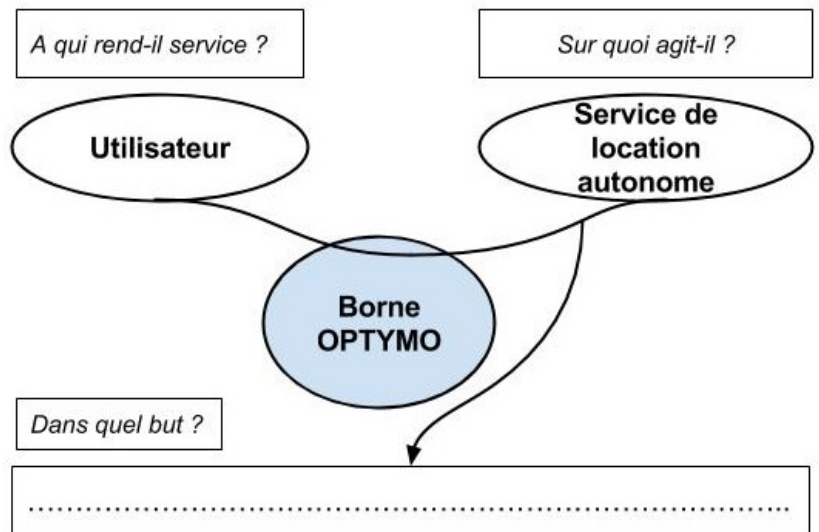 A qui rend-il service ?
Sur quoi agit-il ?
Utilisateur
Service de
location
autonome
Borne
OPTYMO
Dans quel but ?
................................................................................